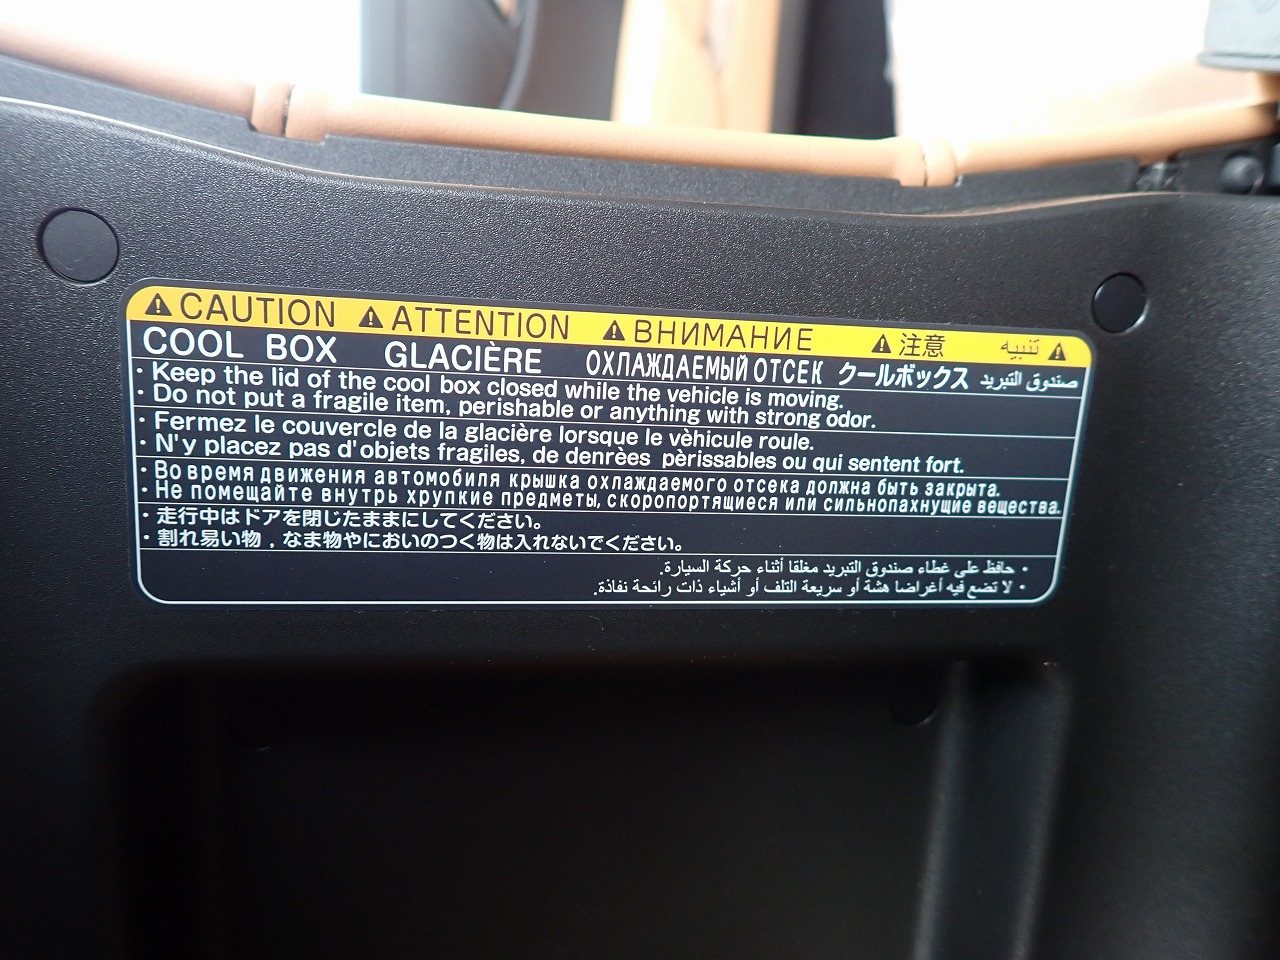 ⚠CAUTION ⚠ATTENTION ⚠ВНИМАНИЕ ⚠注意 ⚠تنبيه
COOL BOX GLACIÈRE ОХЛАЖДАЕМЫЙ ОТСЕК クールボックス صندوق التبريد
・Keep the lid of the cool box closed while the vehicle is moving.
・Do not put a fragile item, perishable or anything with strong odor.
・Fermez le couvercle de la glacière lorsque le vèhicule roule.
・N'y placez pas d'objets fragiles, de denrèes pèrissables ou qui sentent fort.
・Во время движения автомобиля крышка охлаждаемого отсека должна быть закрыта.
・Не помещайте внутрь хрупкие предметы, скоропортящиеся или сильнопахнущие вещества.
・走行中はドアを閉じたままにしてください。
・割れ易い物，なま物やにおいのつく物は入れないでください。
・حافظ على غطاء صندوق التبريد مغلقا أثناء حركة السيارة.
・لا تضع فيه أغراضا هشة أو سريعة التلف أو أشياء ذات رائحة نفاذة.